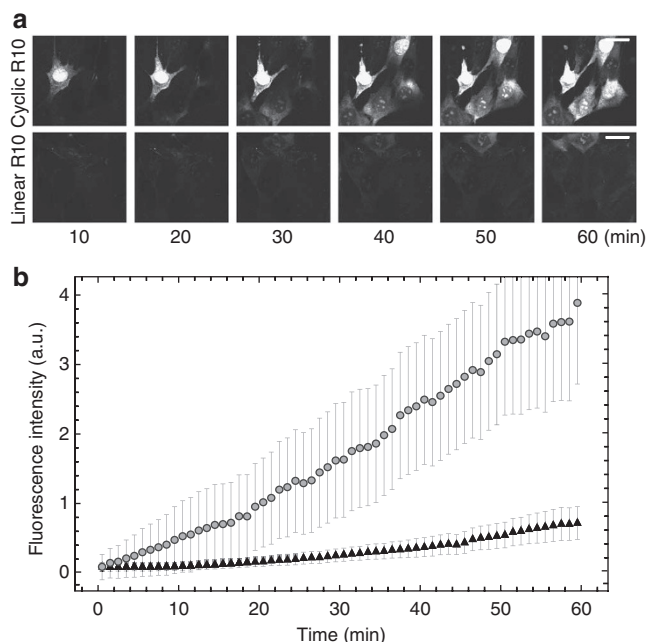 a
Cyclic R10
Linear R10
10 20 30 40 50 60 (min)
b
Fluorescence intensity (a.u.)
4
3
2
1
0
0 10 20 30 40 50 60
Time (min)